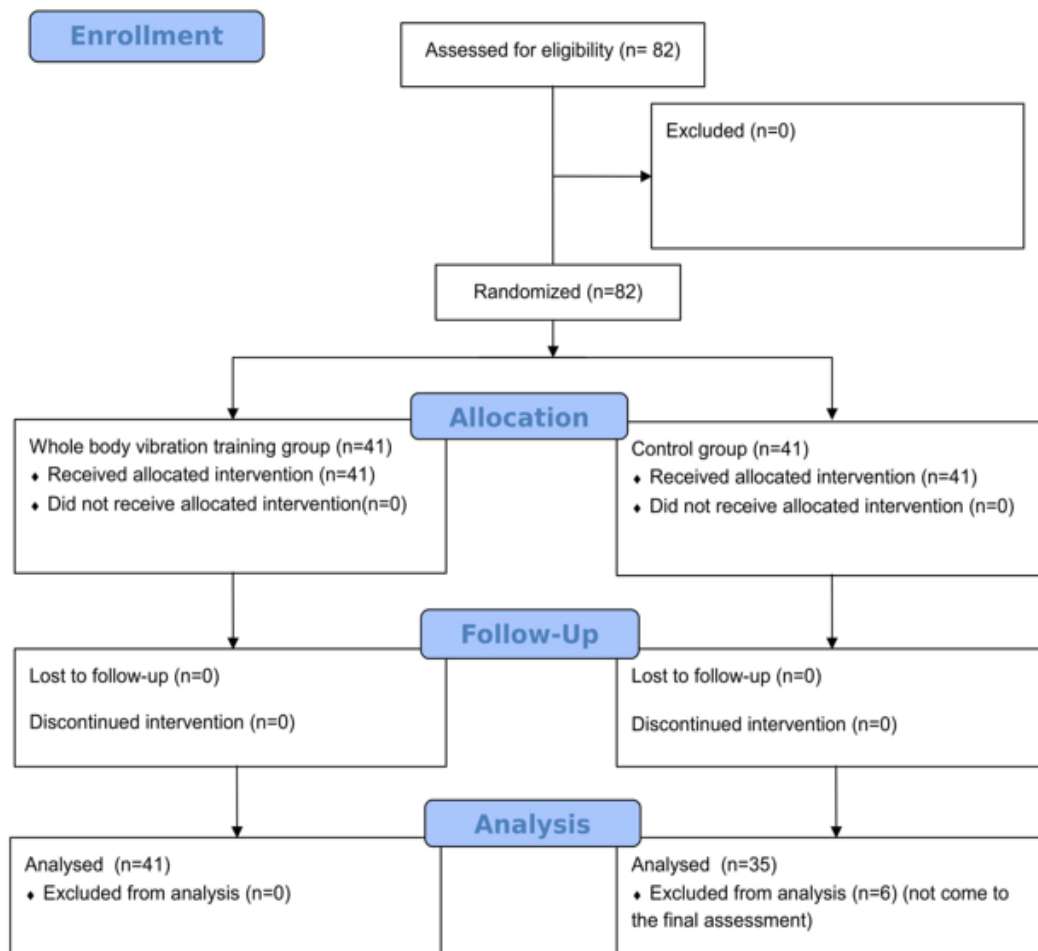 Enrollment
Assessed for eligibility (n= 82)
Excluded (n=0)
Randomized (n=82)
Allocation
Whole body vibration training group (n=41)
⬧ Received allocated intervention (n=41)
⬧ Did not receive allocated intervention(n=0)
Control group (n=41)
⬧ Received allocated intervention (n=41)
⬧ Did not receive allocated intervention (n=0)
Follow-Up
Lost to follow-up (n=0)
Discontinued intervention (n=0)
Lost to follow-up (n=0)
Discontinued intervention (n=0)
Analysis
Analysed (n=41)
⬧ Excluded from analysis (n=0)
Analysed (n=35)
⬧ Excluded from analysis (n=6) (not come to
the final assessment)